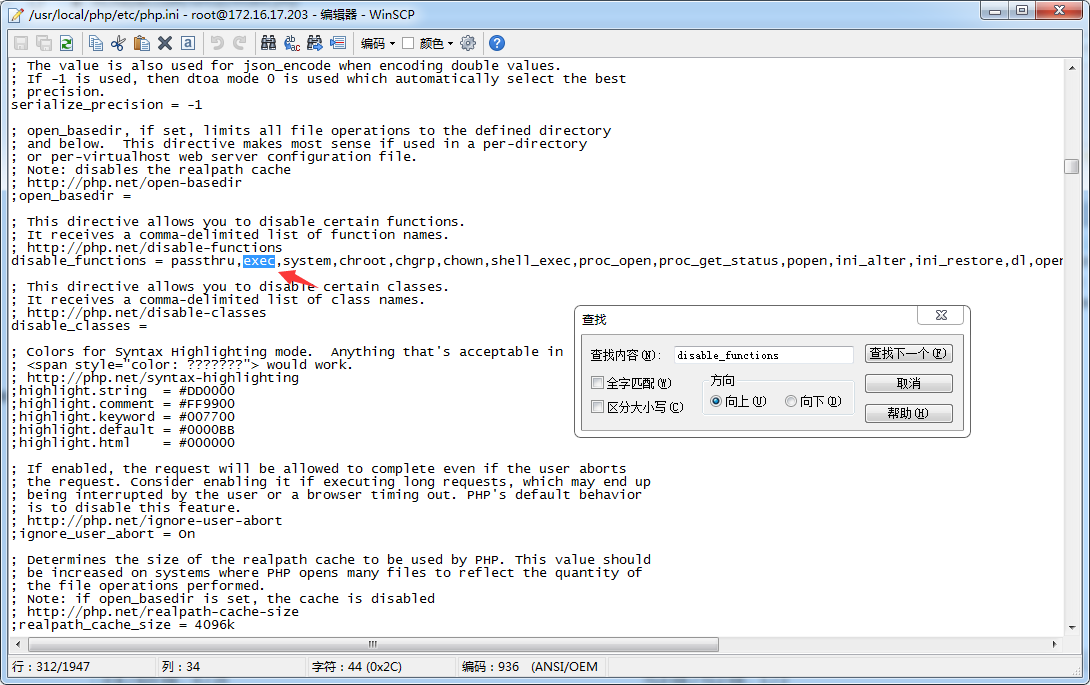 /usr/local/php/etc/php.ini - root@172.16.17.203 - 编辑器 - WinSCP
编码 颜色
; The value is also used for json_encode when encoding double values.
; If -1 is used, then dtoa mode 0 is used which automatically select the best
; precision.
serialize_precision = -1
; open_basedir, if set, limits all file operations to the defined directory
; and below.  This directive makes most sense if used in a per-directory
; or per-virtualhost web server configuration file.
; Note: disables the realpath cache
; http://php.net/open-basedir
;open_basedir =
; This directive allows you to disable certain functions.
; It receives a comma-delimited list of function names.
; http://php.net/disable-functions
disable_functions = passthru,exec,system,chroot,chgrp,chown,shell_exec,proc_open,proc_get_status,popen,ini_alter,ini_restore,dl,oper
; This directive allows you to disable certain classes.
; It receives a comma-delimited list of class names.
; http://php.net/disable-classes
disable_classes =
; Colors for Syntax Highlighting mode.  Anything that's acceptable in
; <span style="color: ???????"> would work.
; http://php.net/syntax-highlighting
;highlight.string  = #DD0000
;highlight.comment = #FF9900
;highlight.keyword = #007700
;highlight.default = #0000BB
;highlight.html    = #000000
; If enabled, the request will be allowed to complete even if the user aborts
; the request. Consider enabling it if executing long requests, which may end up
; being interrupted by the user or a browser timing out. PHP's default behavior
; is to disable this feature.
; http://php.net/ignore-user-abort
;ignore_user_abort = On
; Determines the size of the realpath cache to be used by PHP. This value should
; be increased on systems where PHP opens many files to reflect the quantity of
; the file operations performed.
; Note: if open_basedir is set, the cache is disabled
; http://php.net/realpath-cache-size
;realpath_cache_size = 4096k
查找
查找内容(N): disable_functions 查找下一个(F)
全字匹配(W) 方向 取消
区分大小写(C) 向上(U) 向下(D) 帮助(H)
行：312/1947 列：34 字符：44 (0x2C) 编码：936 (ANSI/OEM